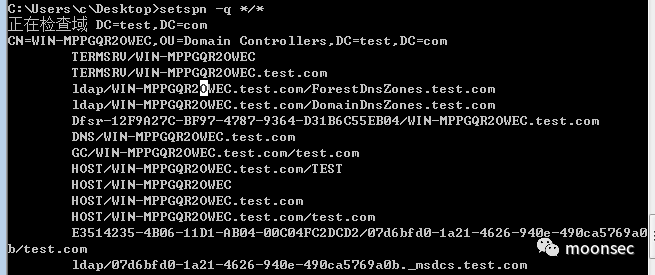 C:\Users\c\Desktop>setspn -q */*
正在检查域 DC=test,DC=com
CN=WIN-MPPGQR2OWEC,OU=Domain Controllers,DC=test,DC=com
TERMSRV/WIN-MPPGQR2OWEC
TERMSRV/WIN-MPPGQR2OWEC.test.com
ldap/WIN-MPPGQR2OWEC.test.com/ForestDnsZones.test.com
ldap/WIN-MPPGQR2OWEC.test.com/DomainDnsZones.test.com
Dfsr-12F9A27C-BF97-4787-9364-D31B6C55EB04/WIN-MPPGQR2OWEC.test.com
DNS/WIN-MPPGQR2OWEC.test.com
GC/WIN-MPPGQR2OWEC.test.com/test.com
HOST/WIN-MPPGQR2OWEC.test.com/TEST
HOST/WIN-MPPGQR2OWEC
HOST/WIN-MPPGQR2OWEC.test.com
HOST/WIN-MPPGQR2OWEC.test.com/test.com
E3514235-4B06-11D1-AB04-00C04FC2DCD2/07d6bfd0-1a21-4626-940e-490ca5769a0
b/test.com
ldap/07d6bfd0-1a21-4626-940e-490ca5769a0b._msdcs.test.com
moonsec